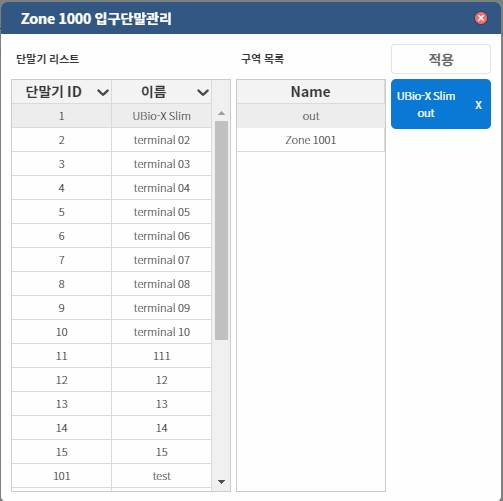 Zone 1000 입구단말관리
단말기 리스트
단말기 ID 이름
1 UBio-X Slim
2 terminal 02
3 terminal 03
4 terminal 04
5 terminal 05
6 terminal 06
7 terminal 07
8 terminal 08
9 terminal 09
10 terminal 10
11 111
12 12
13 13
14 14
15 15
101 test
구역 목록
Name
out
Zone 1001
적용
UBio-X Slim
out
X